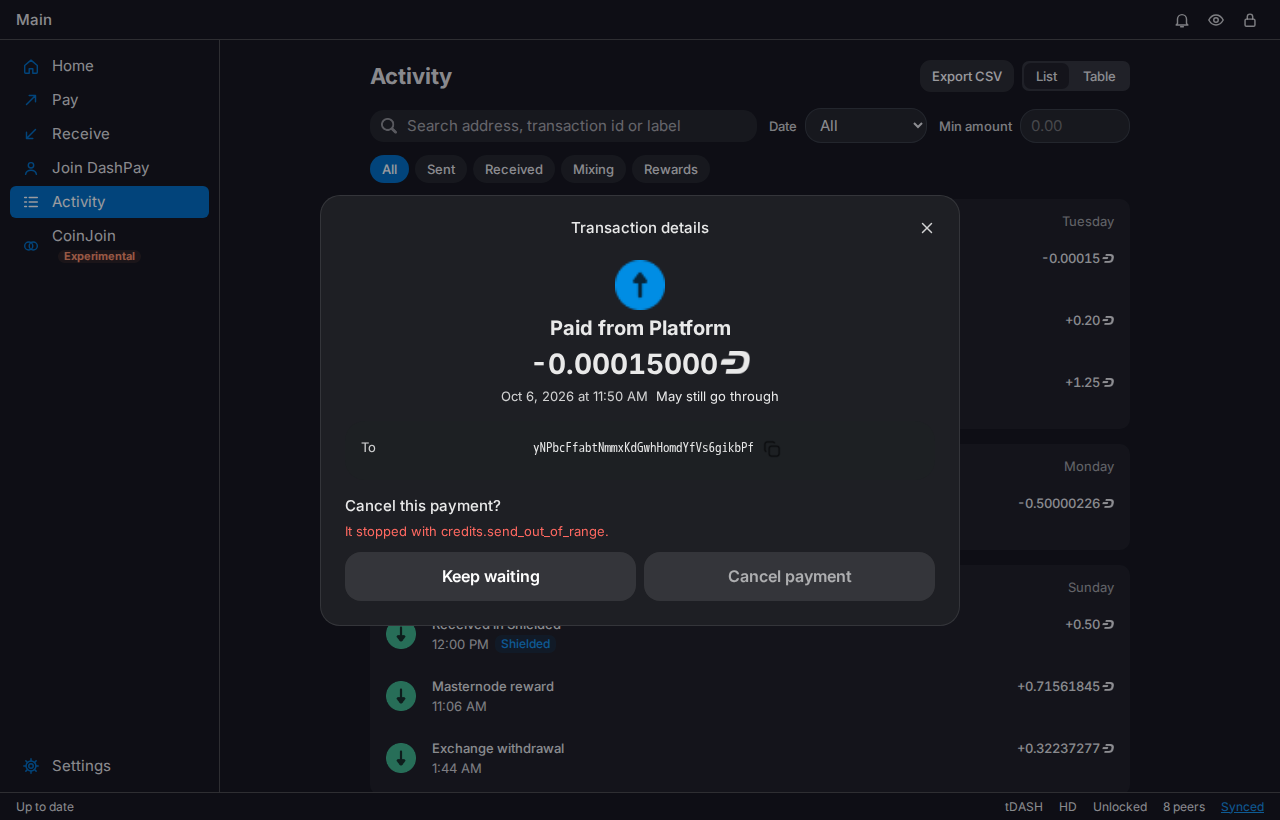 Main
Home
Pay
Receive
Join DashPay
Activity
CoinJoin
Experimental
Settings
Activity
Export CSV
List
Table
Search address, transaction id or label
Date
All
Min amount
0.00
All
Sent
Received
Mixing
Rewards
Tuesday
-0.00015
+0.20
+1.25
Monday
-0.50000226
Sunday
Transaction details
Paid from Platform
-0.00015000
Oct 6, 2026 at 11:50 AM May still go through
To
yNPbcFfabtNmmxKdGwhHomdYfVs6gikbPf
Cancel this payment?
It stopped with credits.send_out_of_range.
Keep waiting
Cancel payment
Received in Shielded
+0.50
12:00 PM Shielded
Masternode reward
+0.71561845
11:06 AM
Exchange withdrawal
+0.32237277
1:44 AM
Up to date
tDASH
HD
Unlocked
8 peers
Synced